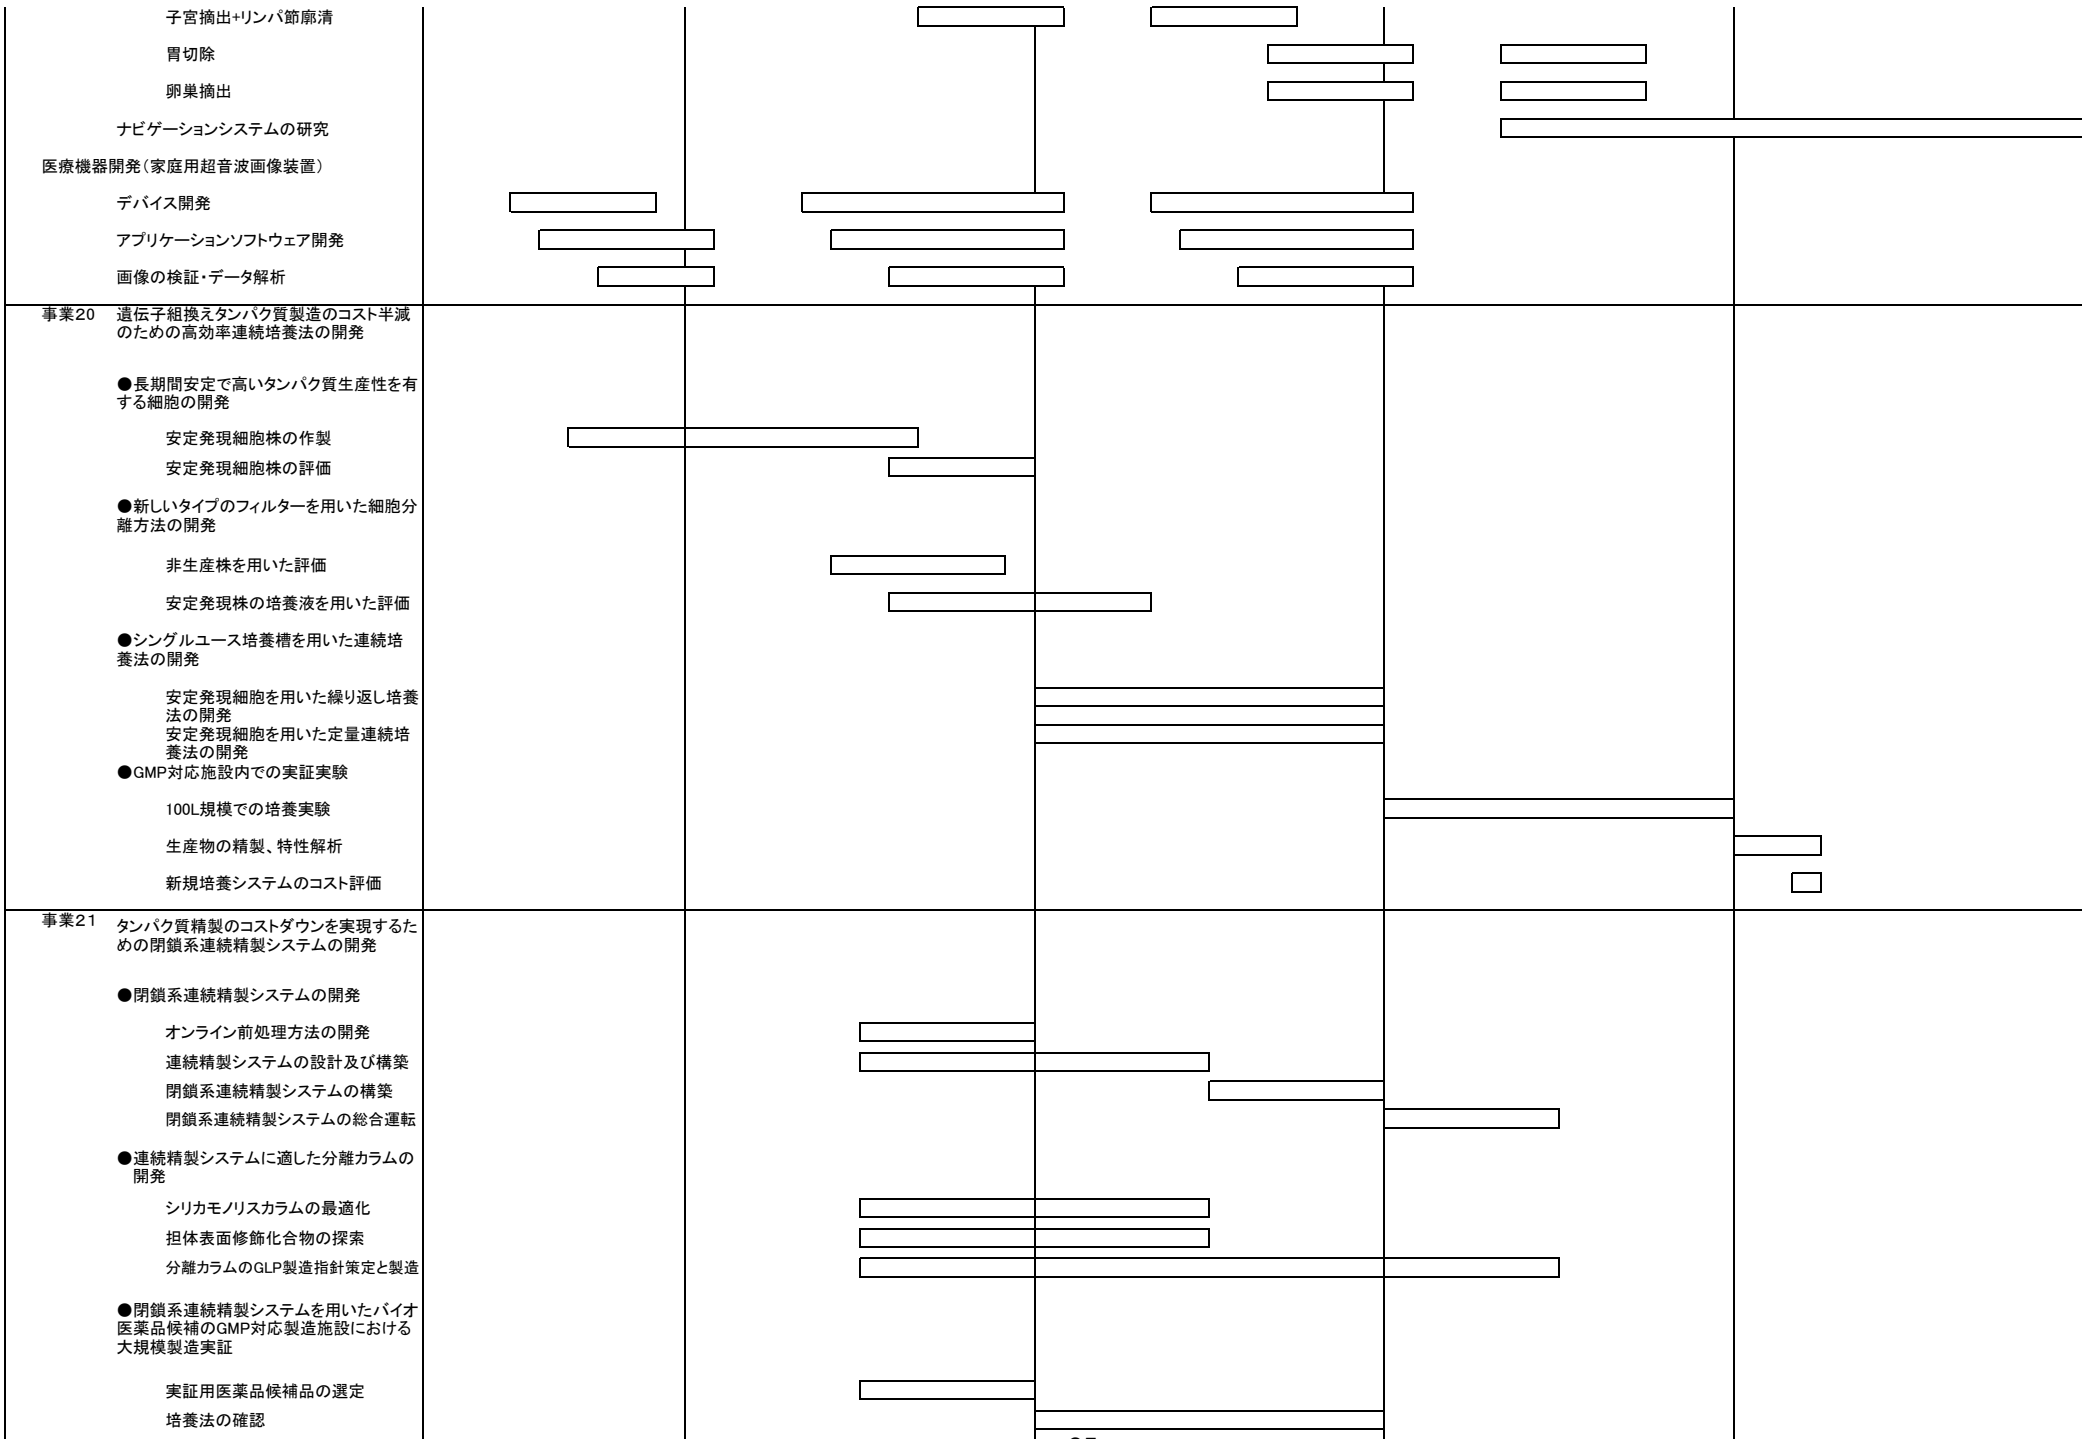 子宮摘出+リンパ節廓清
胃切除
卵巣摘出
ナビゲーションシステムの研究
医療機器開発（家庭用超音波画像装置）
デバイス開発
アプリケーションソフトウェア開発
画像の検証・データ解析
事業20 遺伝子組換えタンパク質製造のコスト半減
のための高効率連続培養法の開発
●長期間安定で高いタンパク質生産性を有
する細胞の開発
安定発現細胞株の作製
安定発現細胞株の評価
●新しいタイプのフィルターを用いた細胞分
離方法の開発
非生産株を用いた評価
安定発現株の培養液を用いた評価
●シングルユース培養槽を用いた連続培
養法の開発
安定発現細胞を用いた繰り返し培養
法の開発
安定発現細胞を用いた定量連続培
養法の開発
●GMP対応施設内での実証実験
100L規模での培養実験
生産物の精製、特性解析
新規培養システムのコスト評価
事業21 タンパク質精製のコストダウンを実現するた
めの閉鎖系連続精製システムの開発
●閉鎖系連続精製システムの開発
オンライン前処理方法の開発
連続精製システムの設計及び構築
閉鎖系連続精製システムの構築
閉鎖系連続精製システムの総合運転
●連続精製システムに適した分離カラムの
開発
シリカモノリスカラムの最適化
担体表面修飾化合物の探索
分離カラムのGLP製造指針策定と製造
●閉鎖系連続精製システムを用いたバイオ
医薬品候補のGMP対応製造施設における
大規模製造実証
実証用医薬品候補品の選定
培養法の確認